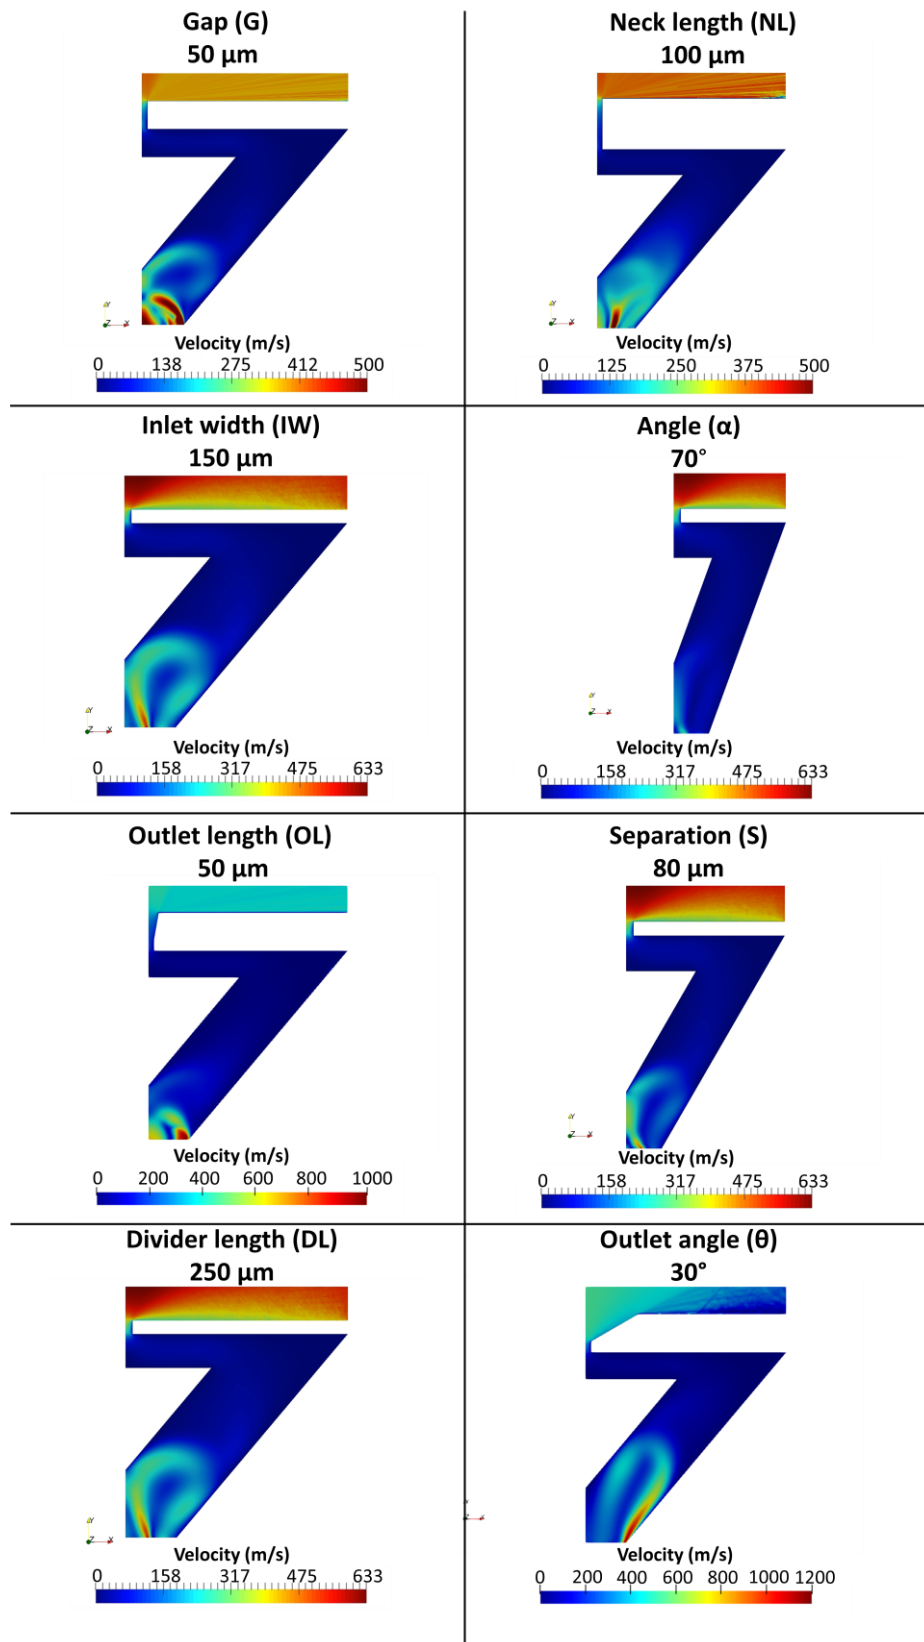 Gap (G)
50 µm
Neck length (NL)
100 µm
Y
Z X
Y
Z X
Velocity (m/s)
0 138 275 412 500
Velocity (m/s)
0 125 250 375 500
Inlet width (IW)
150 µm
Angle (α)
70°
Y
Z X
Y
Z X
Velocity (m/s)
0 158 317 475 633
Velocity (m/s)
0 158 317 475 633
Outlet length (OL)
50 µm
Separation (S)
80 µm
Y
Z X
Velocity (m/s)
0 200 400 600 800 1000
Velocity (m/s)
0 158 317 475 633
Divider length (DL)
250 µm
Outlet angle (θ)
30°
Y
Z X
Velocity (m/s)
0 158 317 475 633
Velocity (m/s)
0 200 400 600 800 1000 1200